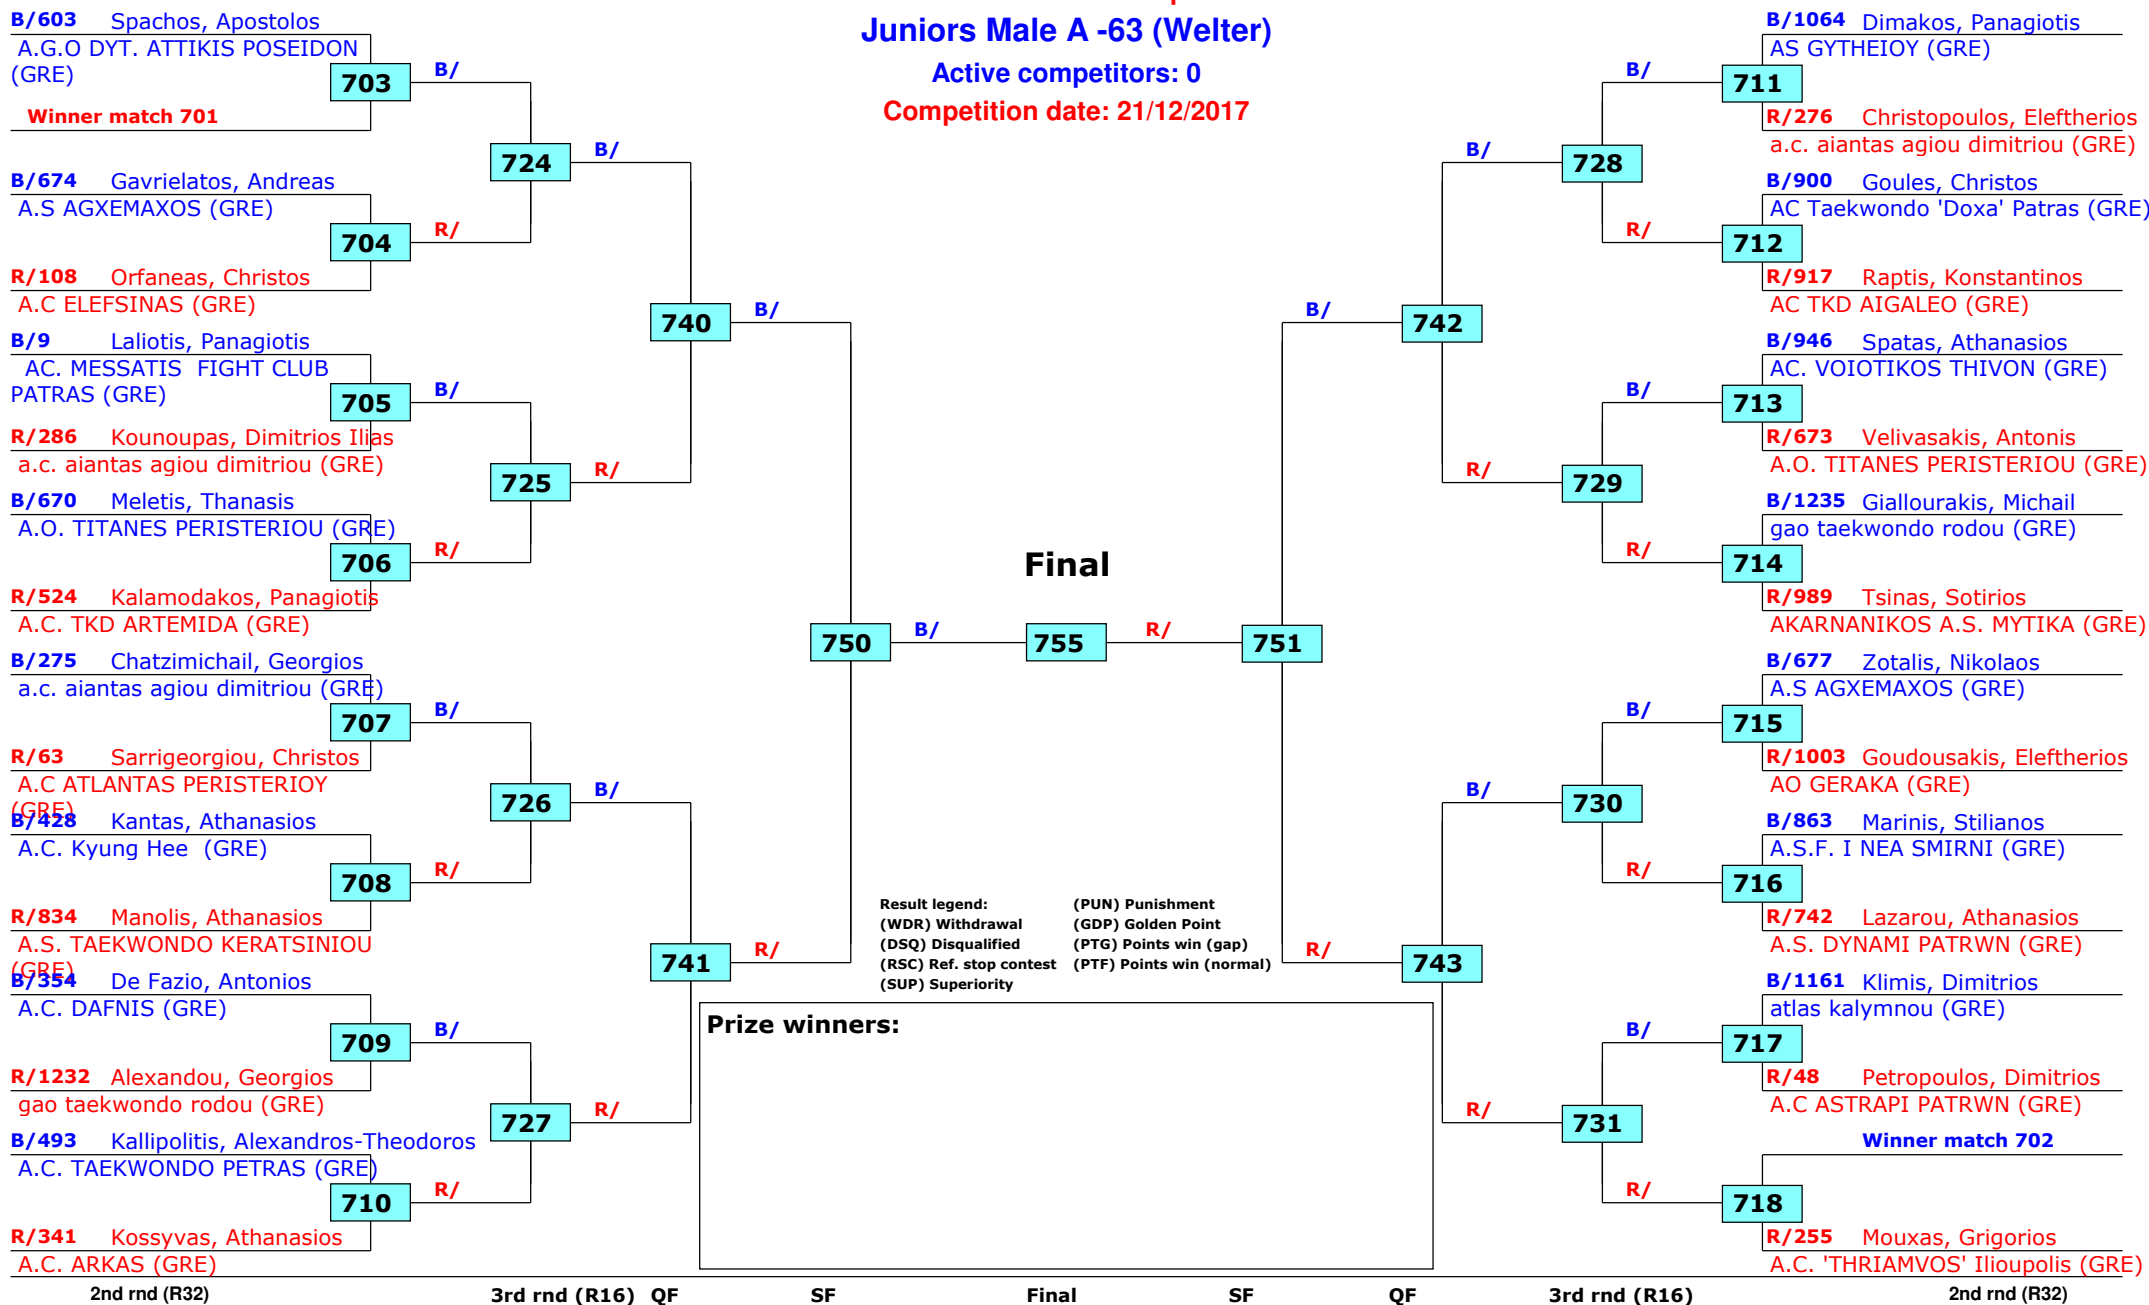 Juniors Male A -63 (Welter)
Active competitors: 0
Competition date: 21/12/2017
B/603 Spachos, Apostolos
A.G.O DYT. ATTIKIS POSEIDON
(GRE)
703
B/
Winner match 701
724
B/
B/674 Gavrielatos, Andreas
A.S AGXEMAXOS (GRE)
704
R/
R/108 Orfaneas, Christos
A.C ELEFSINAS (GRE)
740
B/
B/9 Laliotis, Panagiotis
AC. MESSATIS FIGHT CLUB
PATRAS (GRE)
705
B/
R/286 Kounoupas, Dimitrios Ilias
a.c. aiantas agiou dimitriou (GRE)
725
R/
B/670 Meletis, Thanasis
A.O. TITANES PERISTERIOU (GRE)
706
R/
R/524 Kalamodakos, Panagiotis
A.C. TKD ARTEMIDA (GRE)
750
B/
B/275 Chatzimichail, Georgios
a.c. aiantas agiou dimitriou (GRE)
707
B/
R/63 Sarrigeorgiou, Christos
A.C ATLANTAS PERISTERIOY
(GRE)
726
B/
B/428 Kantas, Athanasios
A.C. Kyung Hee (GRE)
708
R/
R/834 Manolis, Athanasios
A.S. TAEKWONDO KERATSINIOU
(GRE)
741
R/
B/354 De Fazio, Antonios
A.C. DAFNIS (GRE)
709
B/
R/1232 Alexandou, Georgios
gao taekwondo rodou (GRE)
727
R/
B/493 Kallipolitis, Alexandros-Theodoros
A.C. TAEKWONDO PETRAS (GRE)
710
R/
R/341 Kossyvas, Athanasios
A.C. ARKAS (GRE)
Final
755
R/
751
B/1064 Dimakos, Panagiotis
AS GYTHEIOY (GRE)
B/
711
R/276 Christopoulos, Eleftherios
a.c. aiantas agiou dimitriou (GRE)
B/
728
B/900 Goules, Christos
AC Taekwondo 'Doxa' Patras (GRE)
R/
712
R/917 Raptis, Konstantinos
AC TKD AIGALEO (GRE)
B/
742
B/946 Spatas, Athanasios
AC. VOIOTIKOS THIVON (GRE)
B/
713
R/673 Velivasakis, Antonis
A.O. TITANES PERISTERIOU (GRE)
R/
729
B/1235 Giallourakis, Michail
gao taekwondo rodou (GRE)
R/
714
R/989 Tsinas, Sotirios
AKARNANIKOS A.S. MYTIKA (GRE)
B/677 Zotalis, Nikolaos
A.S AGXEMAXOS (GRE)
B/
715
R/1003 Goudousakis, Eleftherios
AO GERAKA (GRE)
B/
730
B/863 Marinis, Stilianos
A.S.F. I NEA SMIRNI (GRE)
R/
716
R/742 Lazarou, Athanasios
A.S. DYNAMI PATRWN (GRE)
R/
743
B/1161 Klimis, Dimitrios
atlas kalymnou (GRE)
B/
717
R/48 Petropoulos, Dimitrios
A.C ASTRAPI PATRWN (GRE)
R/
731
Winner match 702
R/
718
R/255 Mouxas, Grigorios
A.C. 'THRIAMVOS' Ilioupolis (GRE)
Result legend: (PUN) Punishment
(WDR) Withdrawal (GDP) Golden Point
(DSQ) Disqualified (PTG) Points win (gap)
(RSC) Ref. stop contest (PTF) Points win (normal)
(SUP) Superiority
Prize winners:
2nd rnd (R32) 3rd rnd (R16) QF SF Final SF QF 3rd rnd (R16) 2nd rnd (R32)